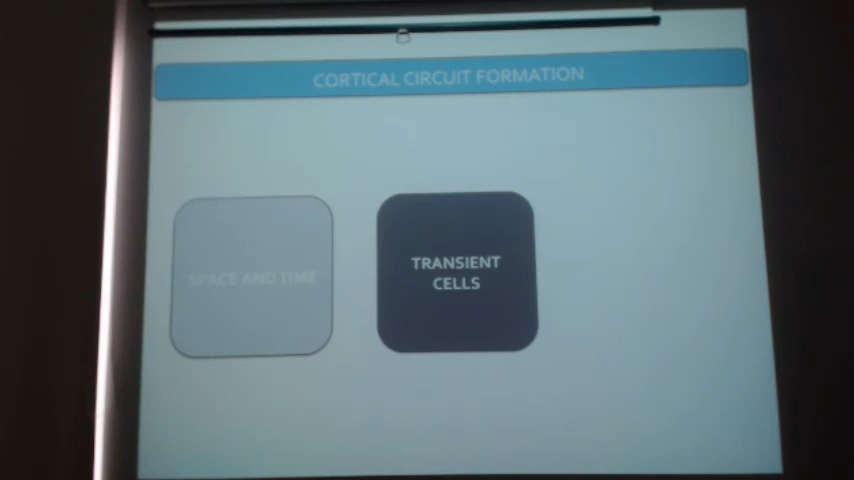 CORTICAL CIRCUIT FORMATION
SPACE AND TIME
TRANSIENT
CELLS